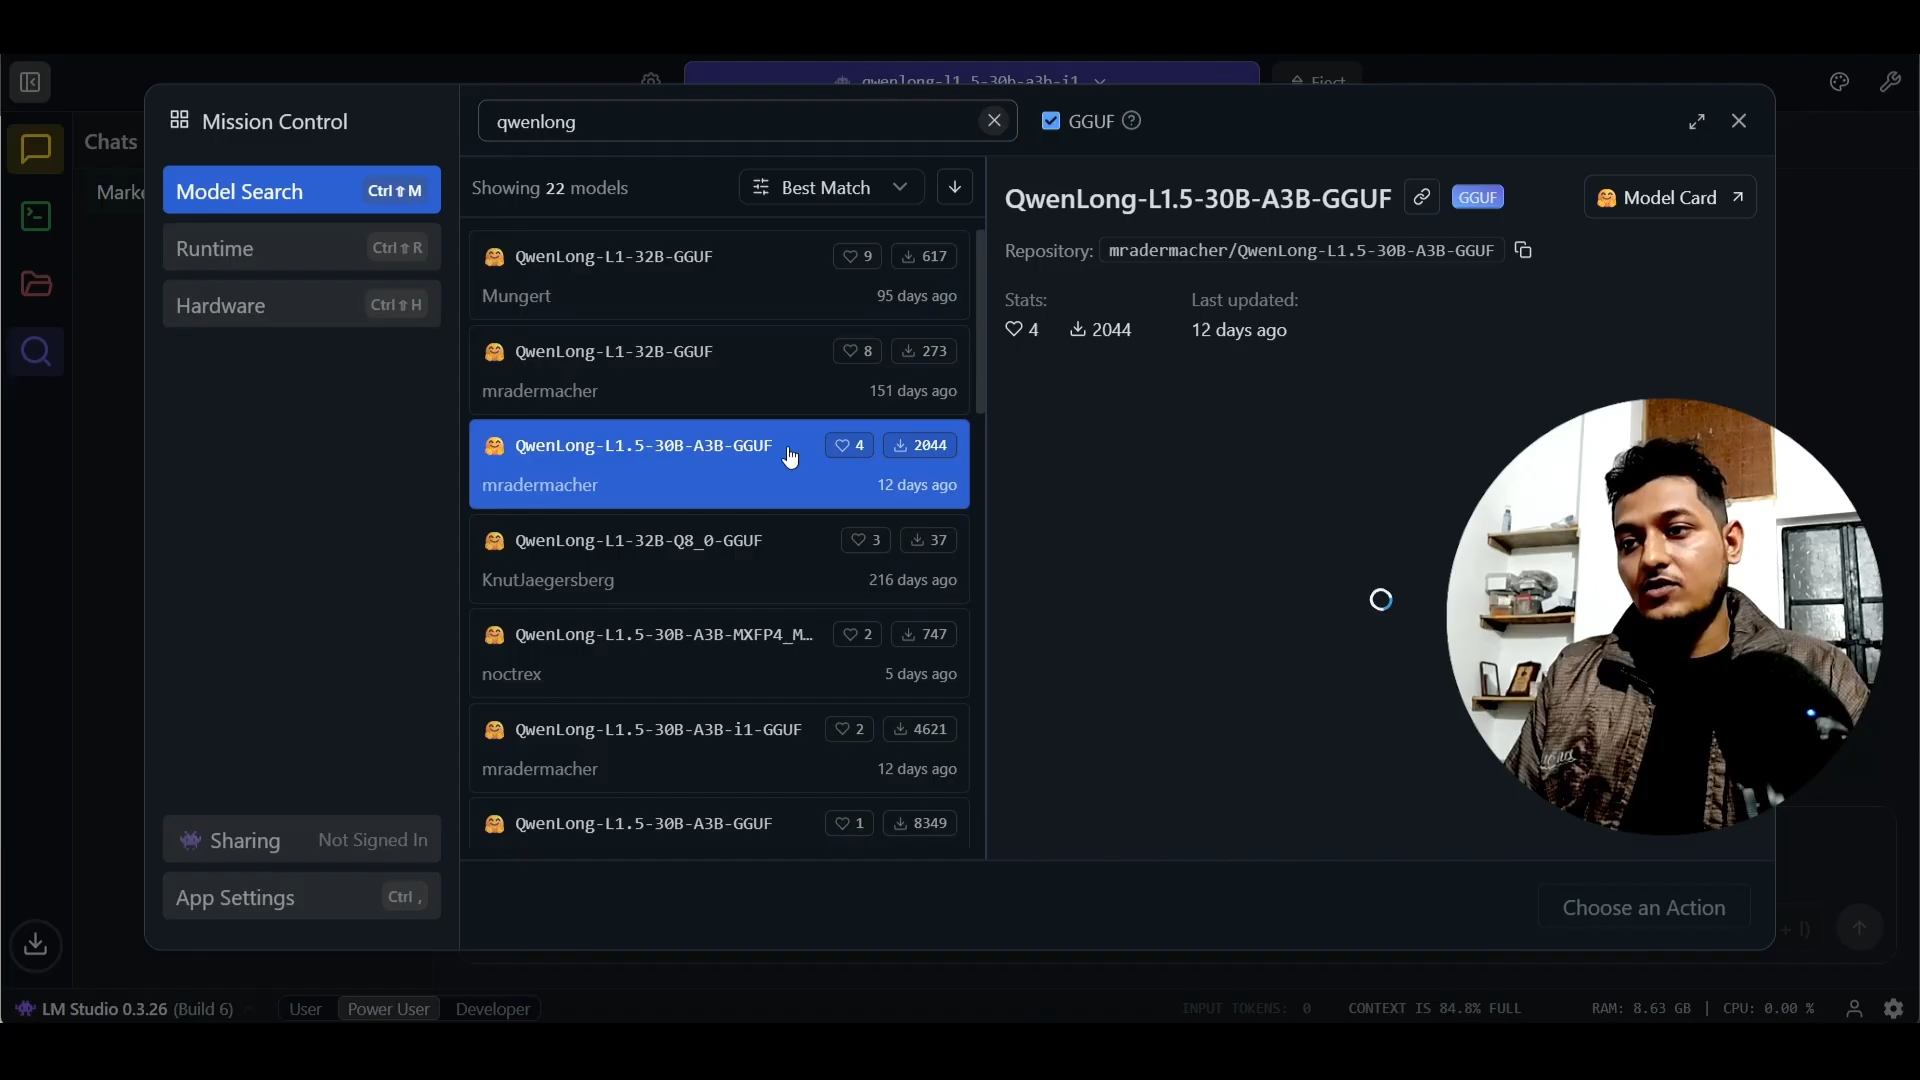 qwenlong-l1.5-30b-a3b-i1
Eject
Mission Control
qwenlong
GGUF
Chats
Marke
Model Search Ctrl⇧M
Runtime Ctrl⇧R
Hardware Ctrl⇧H
Sharing Not Signed In
App Settings Ctrl ,
Showing 22 models
Best Match
QwenLong-L1-32B-GGUF 9 617
Mungert 95 days ago
QwenLong-L1-32B-GGUF 8 273
mradermacher 151 days ago
QwenLong-L1.5-30B-A3B-GGUF 4 2044
mradermacher 12 days ago
QwenLong-L1-32B-Q8_0-GGUF 3 37
KnutJaegersberg 216 days ago
QwenLong-L1.5-30B-A3B-MXFP4_M… 2 747
noctrex 5 days ago
QwenLong-L1.5-30B-A3B-i1-GGUF 2 4621
mradermacher 12 days ago
QwenLong-L1.5-30B-A3B-GGUF 1 8349
QwenLong-L1.5-30B-A3B-GGUF GGUF
Model Card
Repository: mradermacher/QwenLong-L1.5-30B-A3B-GGUF
Stats: Last updated:
4 2044 12 days ago
Choose an Action
+ I)
LM Studio 0.3.26 (Build 6) User Power User Developer
INPUT TOKENS: 0 CONTEXT IS 84.8% FULL RAM: 8.63 GB | CPU: 0.00 %